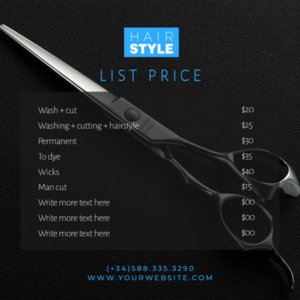 HAIR
STYLE
LIST PRICE
Wash + cut $20
Washing + cutting + hairstyle $25
Permanent $30
To dye $35
Wicks $40
Man cut $15
Write more text here $00
Write more text here $00
Write more text here $00
(+34)588.335.3290
WWW.YOURWEBSITE.COM